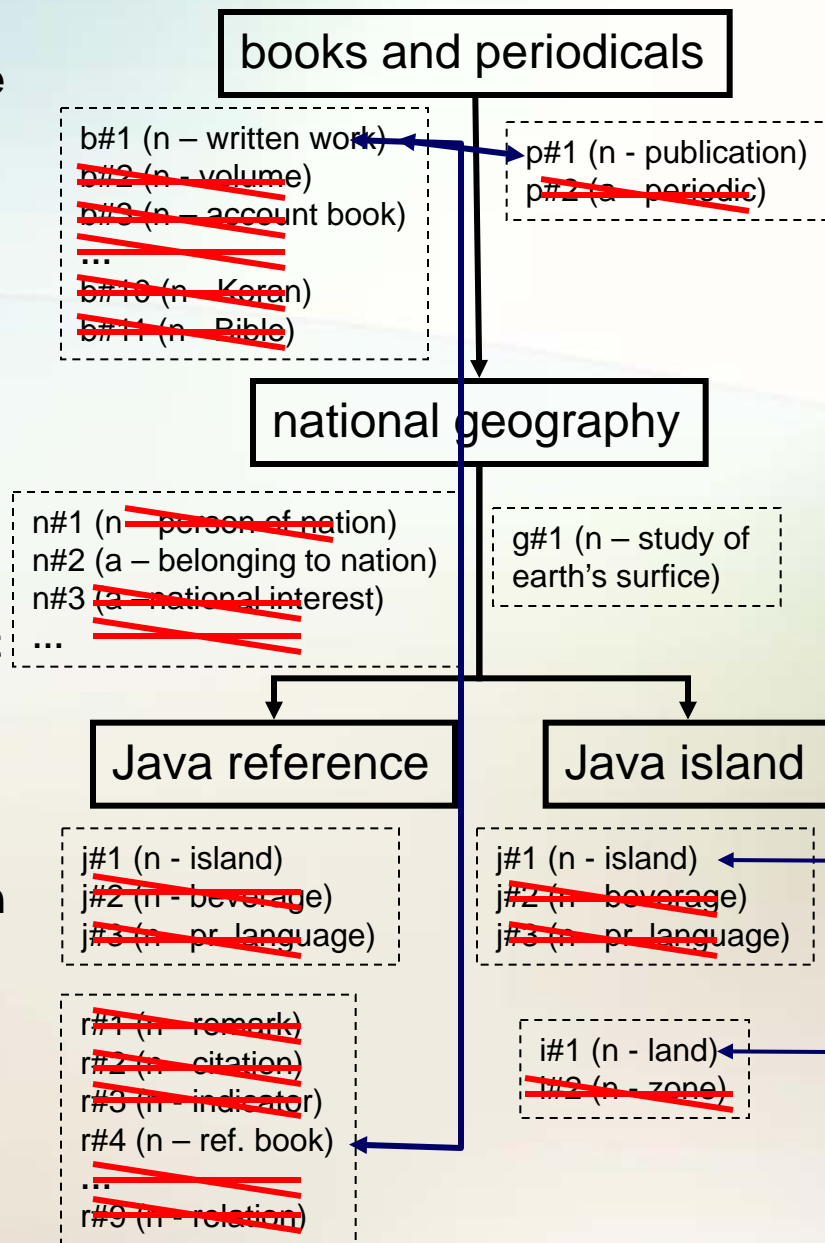 books and periodicals
e
b#1 (n – written work)
b#2 (n - volume)
b#3 (n – account book)
...
b#10 (n - Koran)
b#11 (n - Bible)
p#1 (n - publication)
p#2 (a - periodic)
national geography
n#1 (n – person of nation)
n#2 (a – belonging to nation)
n#3 (a –national interest)
...
g#1 (n – study of
earth's surfice)
Java reference
Java island
j#1 (n - island)
j#2 (n - beverage)
j#3 (n - pr. language)
j#1 (n - island)
j#2 (n - beverage)
j#3 (n - pr. language)
n
r#1 (n - remark)
r#2 (n - citation)
r#3 (n - indicator)
r#4 (n – ref. book)
...
r#9 (n - relation)
i#1 (n - land)
i#2 (n - zone)